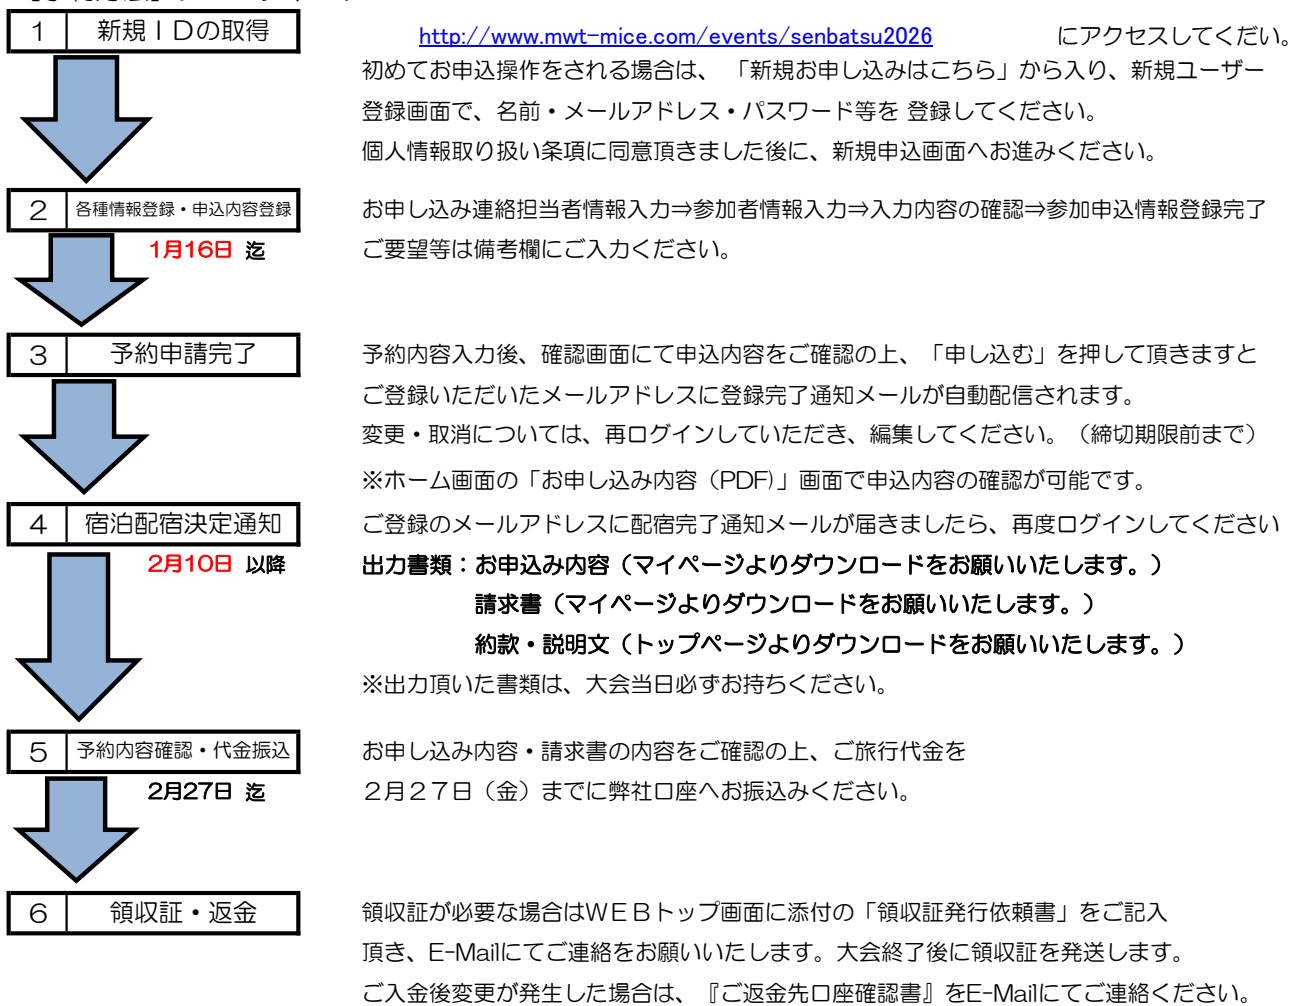 1 新規ＩＤの取得
http://www.mwt-mice.com/events/senbatsu2026 にアクセスしてくだい。
初めてお申込操作をされる場合は、「新規お申し込みはこちら」から入り、新規ユーザー
登録画面で、名前・メールアドレス・パスワード等を 登録してください。
個人情報取り扱い条項に同意頂きました後に、新規申込画面へお進みください。
2 各種情報登録・申込内容登録
お申し込み連絡担当者情報入力⇒参加者情報入力⇒入力内容の確認⇒参加申込情報登録完了
1月16日 迄
ご要望等は備考欄にご入力ください。
3 予約申請完了
予約内容入力後、確認画面にて申込内容をご確認の上、「申し込む」を押して頂きますと
ご登録いただいたメールアドレスに登録完了通知メールが自動配信されます。
変更・取消については、再ログインしていただき、編集してください。（締切期限前まで）
※ホーム画面の「お申し込み内容（PDF)」画面で申込内容の確認が可能です。
4 宿泊配宿決定通知
ご登録のメールアドレスに配宿完了通知メールが届きましたら、再度ログインしてください
2月10日 以降
出力書類：お申込み内容（マイページよりダウンロードをお願いいたします。）
請求書（マイページよりダウンロードをお願いいたします。）
約款・説明文（トップページよりダウンロードをお願いいたします。）
※出力頂いた書類は、大会当日必ずお持ちください。
5 予約内容確認・代金振込
お申し込み内容・請求書の内容をご確認の上、ご旅行代金を
2月27日 迄
２月２７日（金）までに弊社口座へお振込みください。
6 領収証・返金
領収証が必要な場合はＷＥＢトップ画面に添付の「領収証発行依頼書」をご記入
頂き、E-Mailにてご連絡をお願いいたします。大会終了後に領収証を発送します。
ご入金後変更が発生した場合は、『ご返金先口座確認書』をE-Mailにてご連絡ください。